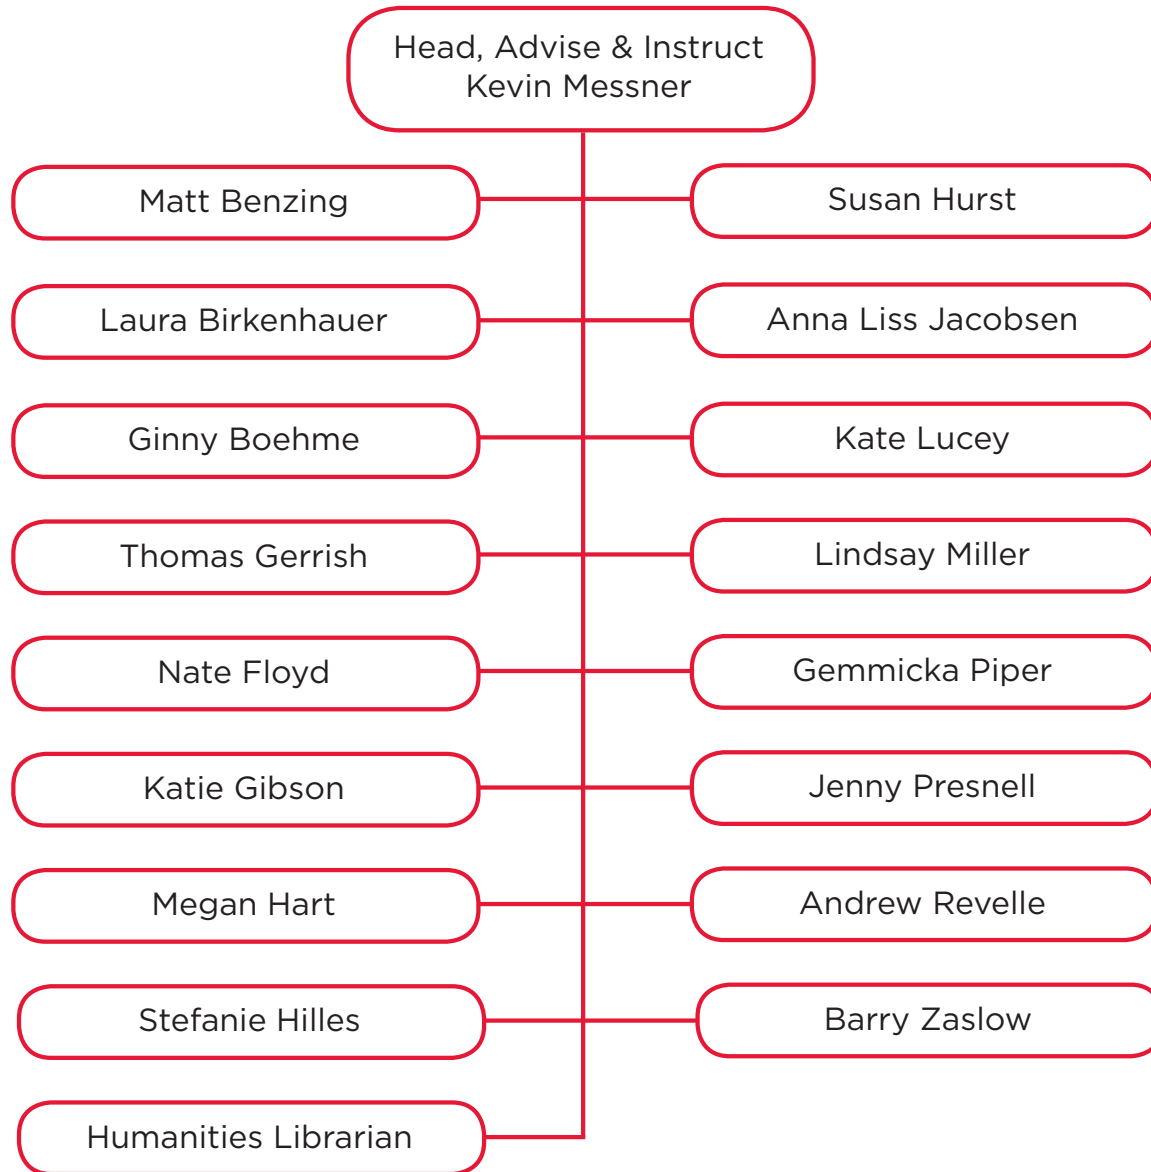 Head, Advise & Instruct
Kevin Messner
Matt Benzing
Susan Hurst
Laura Birkenhauer
Anna Liss Jacobsen
Ginny Boehme
Kate Lucey
Thomas Gerrish
Lindsay Miller
Nate Floyd
Gemmicka Piper
Katie Gibson
Jenny Presnell
Megan Hart
Andrew Revelle
Stefanie Hilles
Barry Zaslow
Humanities Librarian